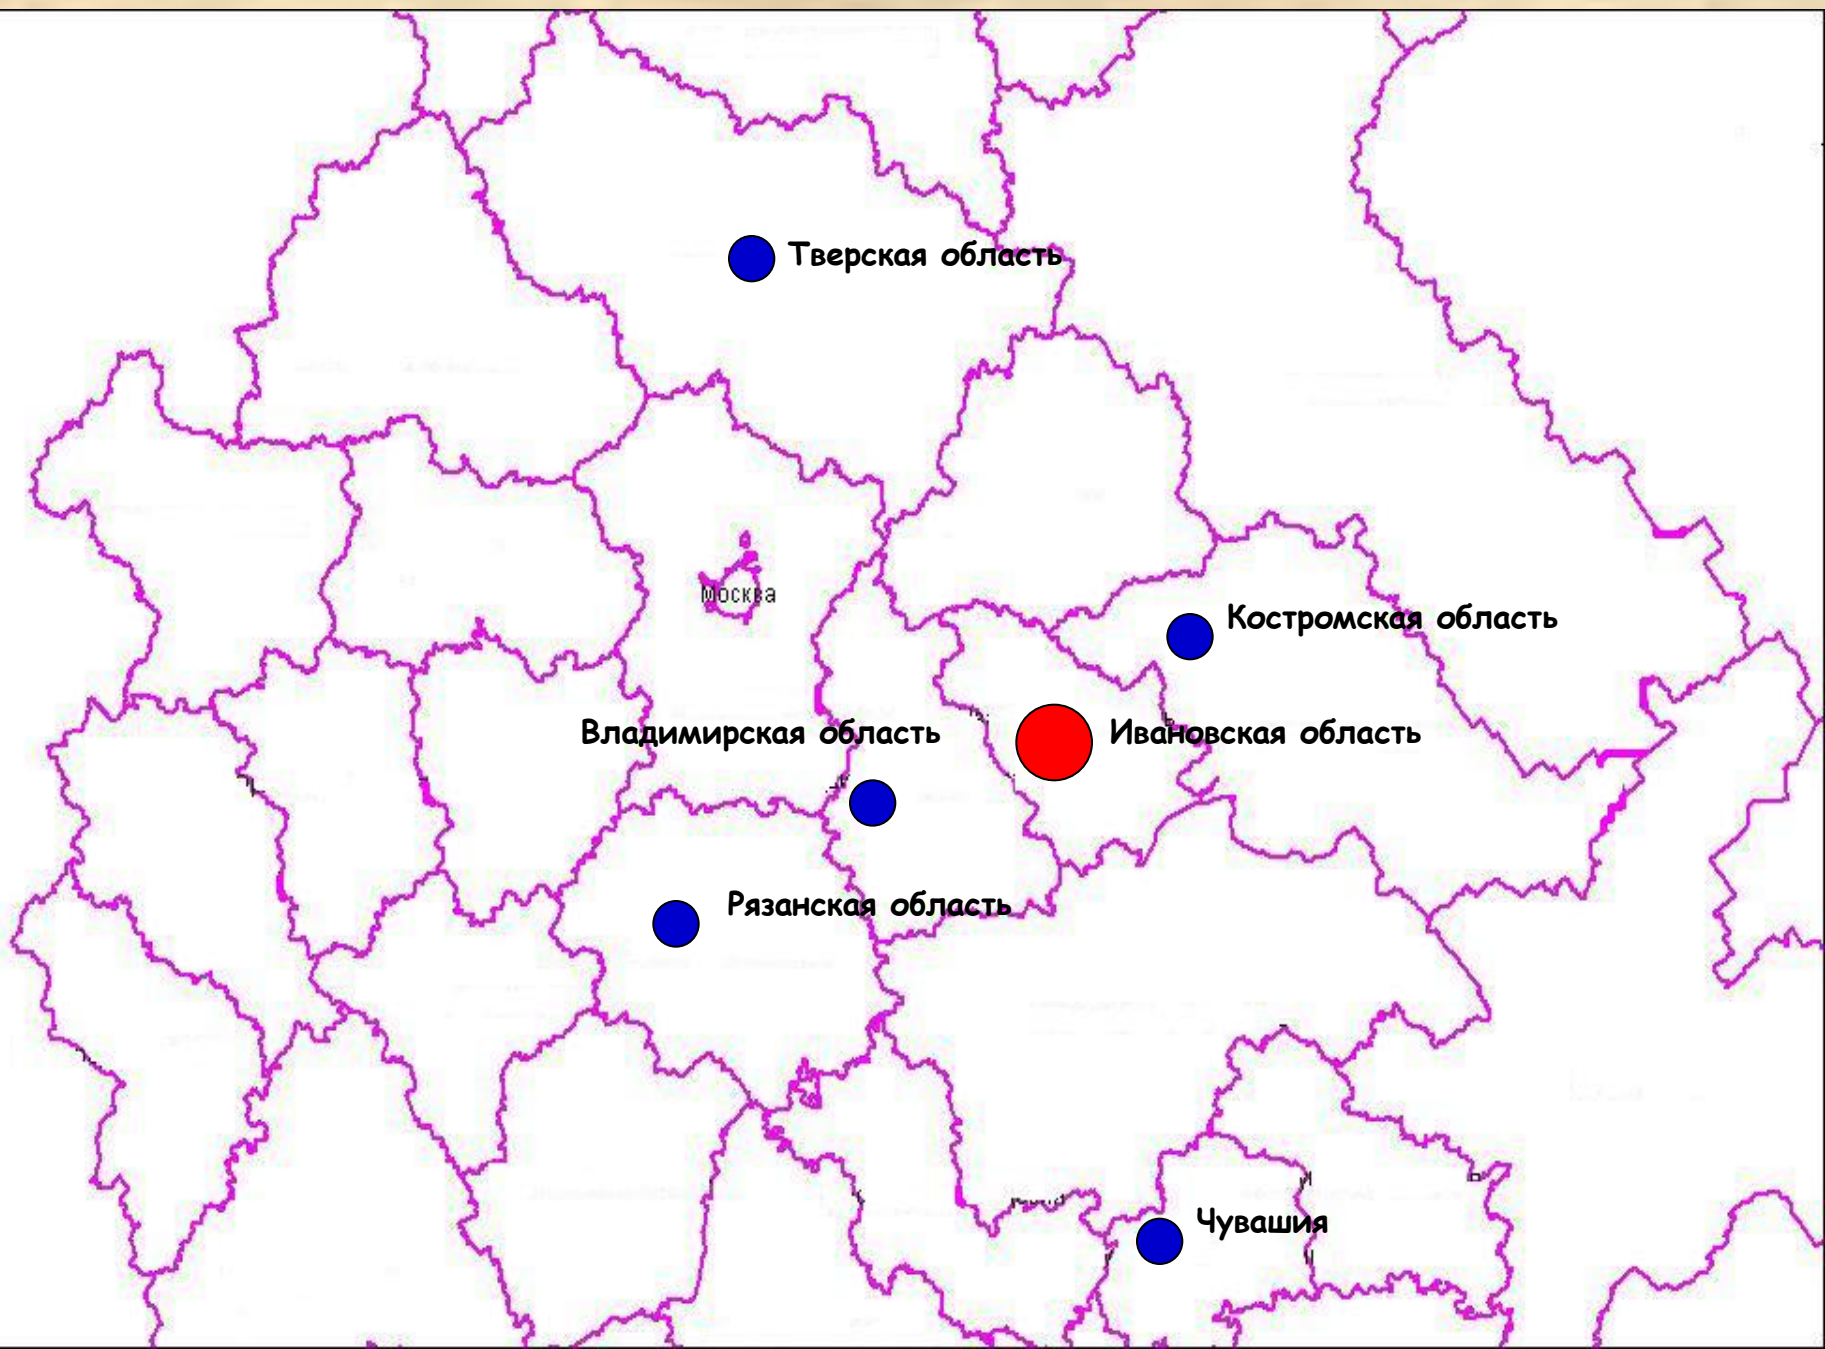 Тверская область
Москва
Костромская область
Владимирская область
Ивановская область
Рязанская область
Чувашия